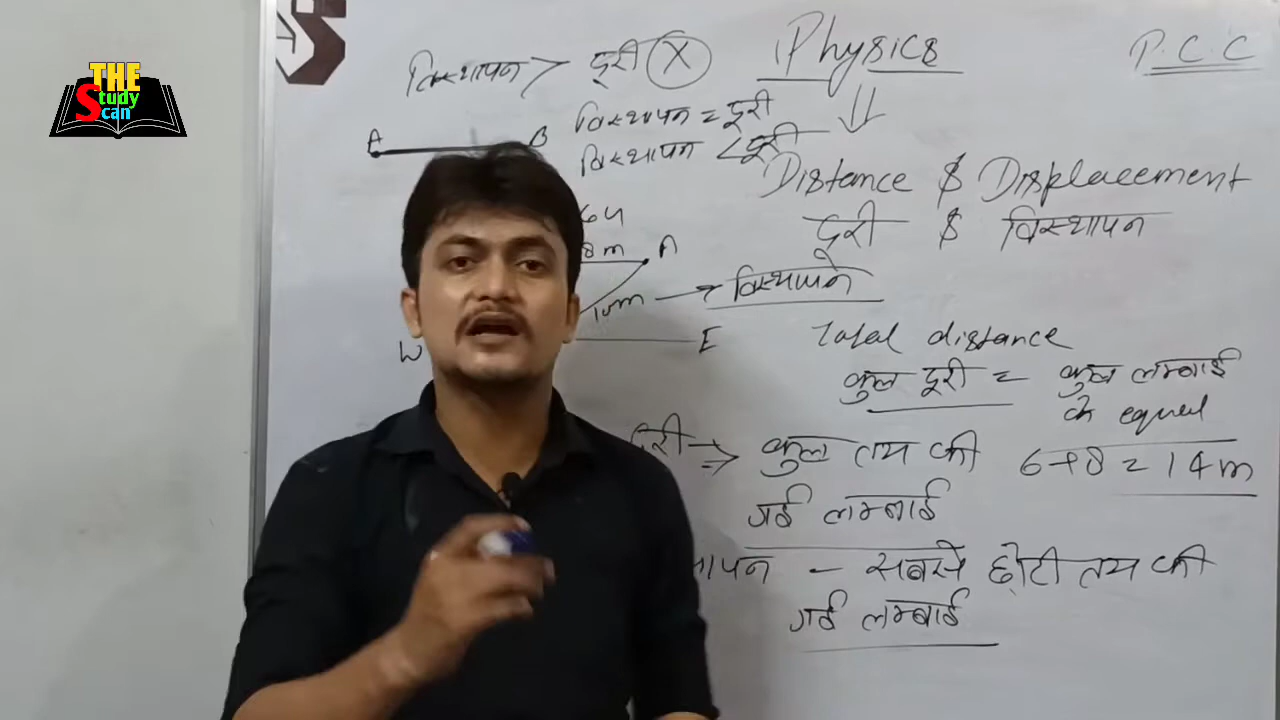 THE
Study
Scan
विस्थापन > दूरी X
Physics
P.C.C
विस्थापन = दूरी
विस्थापन < दूरी
A B
Distance $ Displacement
दूरी $ विस्थापन
8m A
10m → विस्थापन
W E
Total distance
कुल दूरी = कुल लम्बाई
के equal
6+8 = 14m
दूरी → कुल तय की
गई लम्बाई
विस्थापन - सबसे छोटी तय की
गई लम्बाई